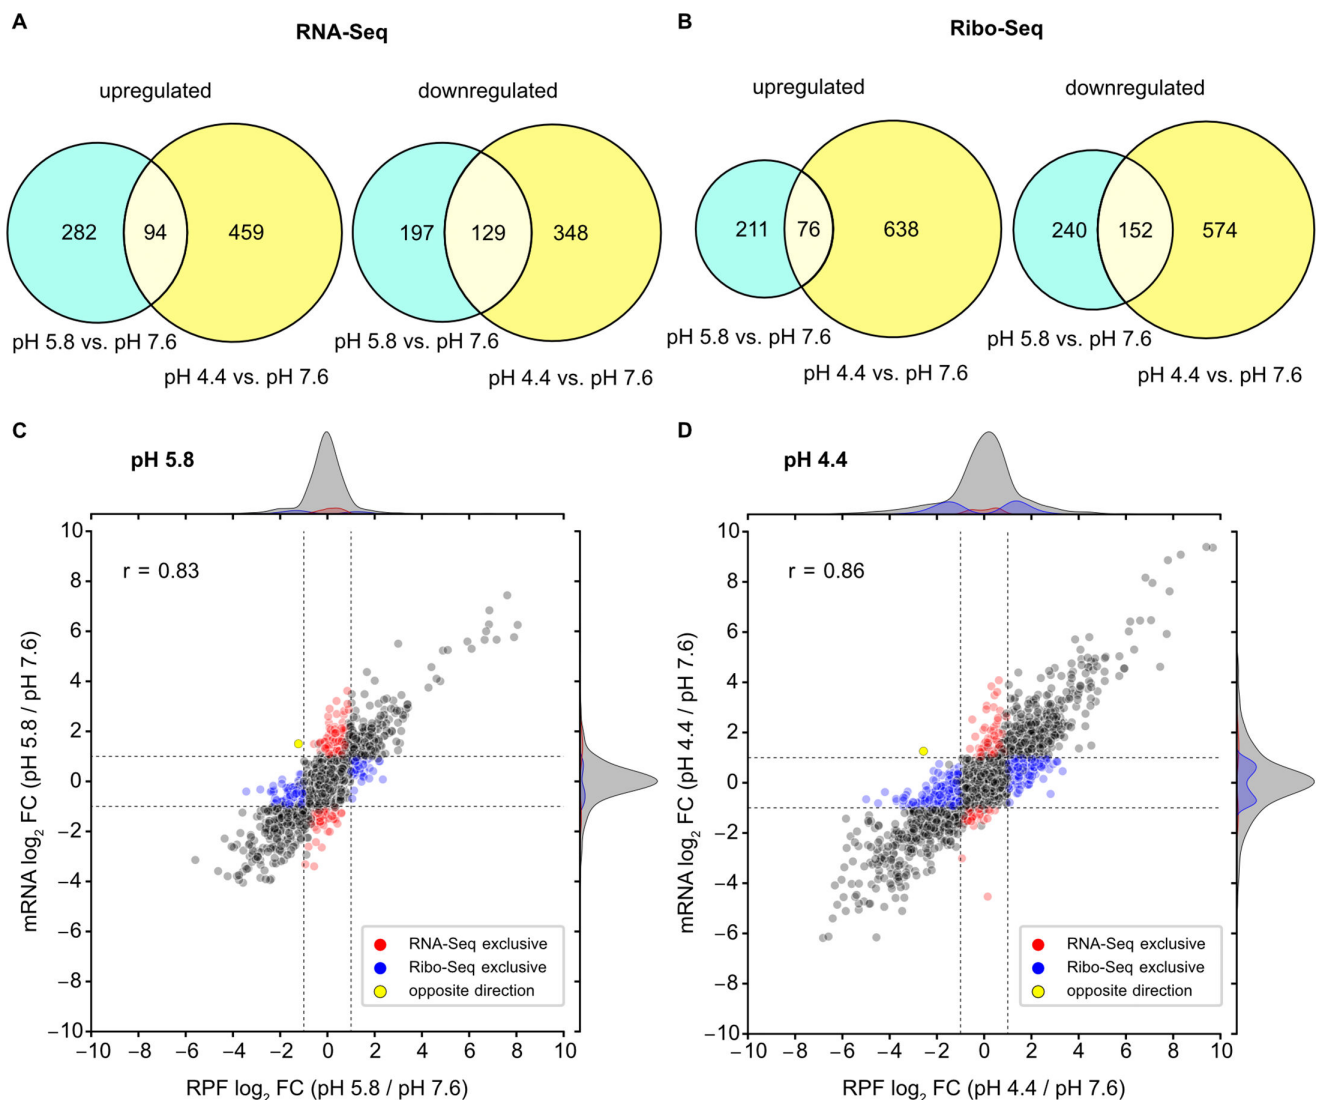 A
RNA-Seq
upregulated
downregulated
282
94
459
197
129
348
pH 5.8 vs. pH 7.6
pH 4.4 vs. pH 7.6
pH 5.8 vs. pH 7.6
pH 4.4 vs. pH 7.6
B
Ribo-Seq
upregulated
downregulated
211
76
638
240
152
574
pH 5.8 vs. pH 7.6
pH 4.4 vs. pH 7.6
pH 5.8 vs. pH 7.6
pH 4.4 vs. pH 7.6
C
pH 5.8
r = 0.83
mRNA log₂ FC (pH 5.8 / pH 7.6)
10
8
6
4
2
0
−2
−4
−6
−8
−10
RNA-Seq exclusive
Ribo-Seq exclusive
opposite direction
−10 −8 −6 −4 −2 0 2 4 6 8 10
RPF log₂ FC (pH 5.8 / pH 7.6)
D
pH 4.4
r = 0.86
mRNA log₂ FC (pH 4.4 / pH 7.6)
10
8
6
4
2
0
−2
−4
−6
−8
−10
RNA-Seq exclusive
Ribo-Seq exclusive
opposite direction
−10 −8 −6 −4 −2 0 2 4 6 8 10
RPF log₂ FC (pH 4.4 / pH 7.6)